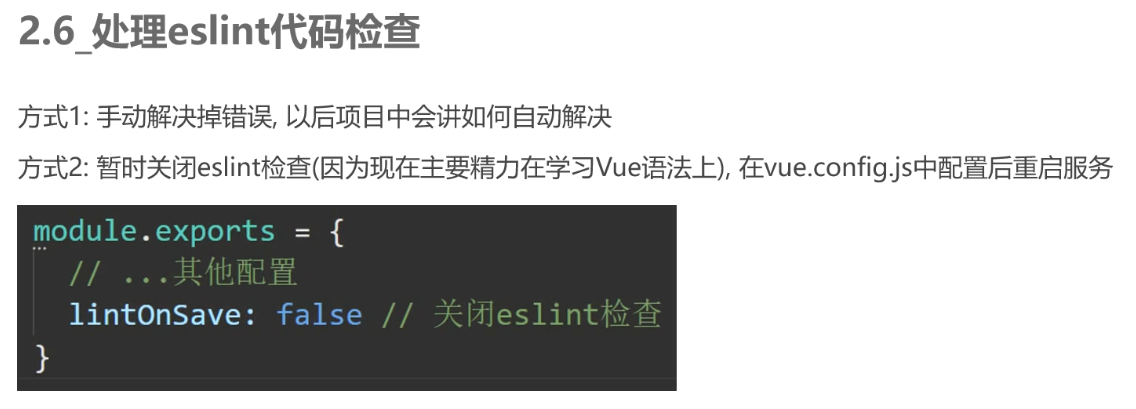 2.6_处理eslint代码检查
方式1: 手动解决掉错误, 以后项目中会讲如何自动解决
方式2: 暂时关闭eslint检查(因为现在主要精力在学习Vue语法上), 在vue.config.js中配置后重启服务
module.exports = {
// ...其他配置
lintOnSave: false // 关闭eslint检查
}